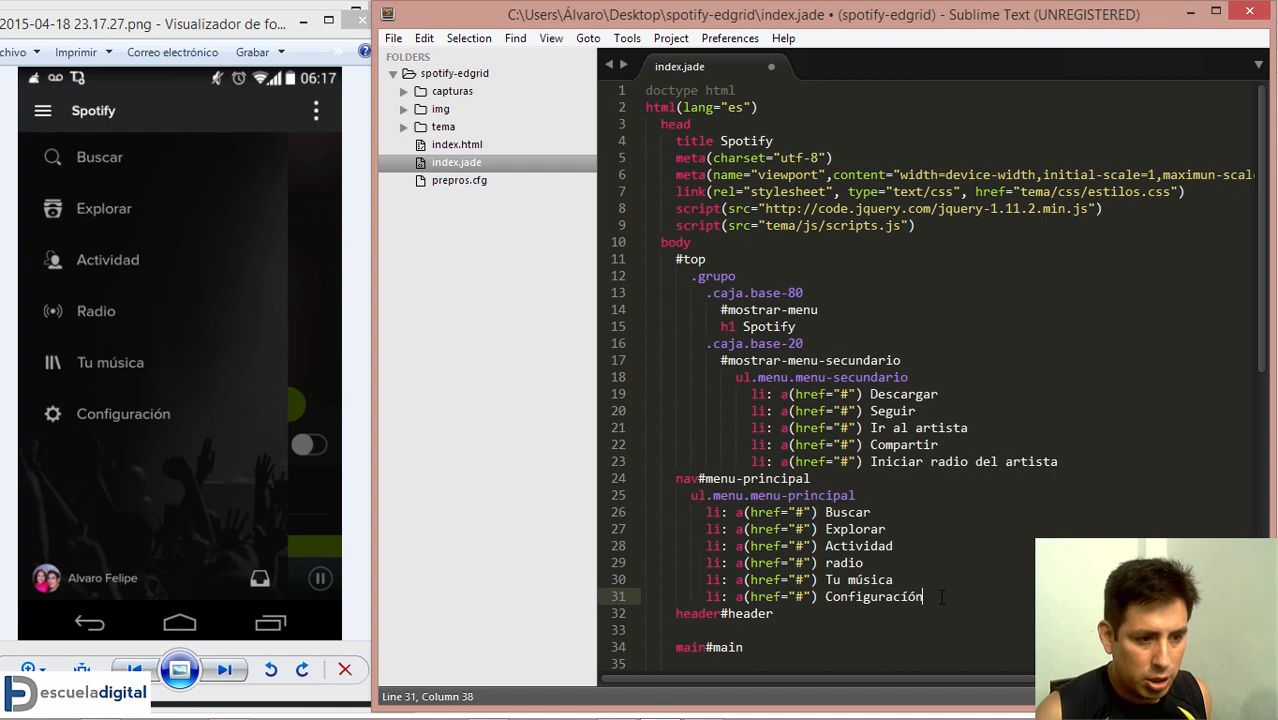 2015-04-18 23.17.27.png - Visualizador de fo...
chivo Imprimir Correo electrónico Grabar
06:17
Spotify
Buscar
Explorar
Actividad
Radio
Tu música
Configuración
Alvaro Felipe
escueladigital
C:\Users\Álvaro\Desktop\spotify-edgrid\index.jade • (spotify-edgrid) - Sublime Text (UNREGISTERED)
File Edit Selection Find View Goto Tools Project Preferences Help
FOLDERS
spotify-edgrid
capturas
img
tema
index.html
index.jade
prepros.cfg
index.jade
1 doctype html
2 html(lang="es")
3 head
4 title Spotify
5 meta(charset="utf-8")
6 meta(name="viewport",content="width=device-width,initial-scale=1,maximun-scale
7 link(rel="stylesheet", type="text/css", href="tema/css/estilos.css")
8 script(src="http://code.jquery.com/jquery-1.11.2.min.js")
9 script(src="tema/js/scripts.js")
10 body
11 #top
12 .grupo
13 .caja.base-80
14 #mostrar-menu
15 h1 Spotify
16 .caja.base-20
17 #mostrar-menu-secundario
18 ul.menu.menu-secundario
19 li: a(href="#") Descargar
20 li: a(href="#") Seguir
21 li: a(href="#") Ir al artista
22 li: a(href="#") Compartir
23 li: a(href="#") Iniciar radio del artista
24 nav#menu-principal
25 ul.menu.menu-principal
26 li: a(href="#") Buscar
27 li: a(href="#") Explorar
28 li: a(href="#") Actividad
29 li: a(href="#") radio
30 li: a(href="#") Tu música
31 li: a(href="#") Configuración
32 header#header
33
34 main#main
35
Line 31, Column 38